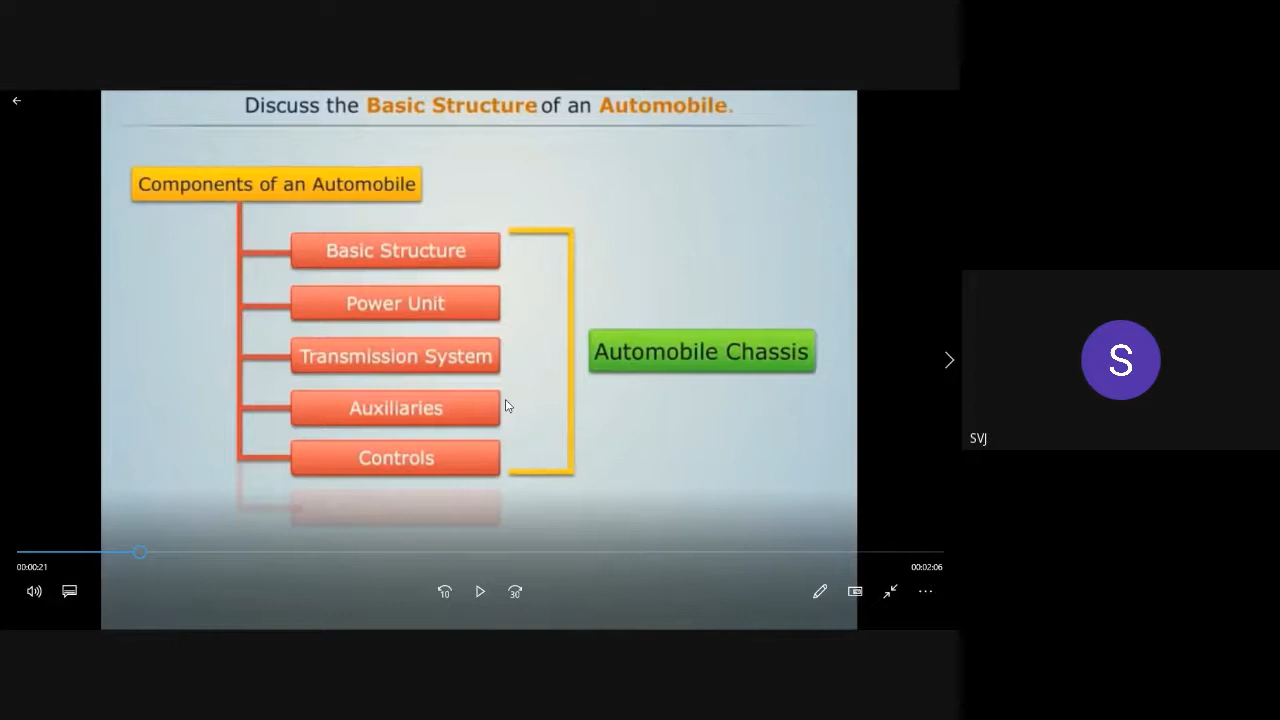 Discuss the Basic Structure of an Automobile.
Components of an Automobile
Basic Structure
Power Unit
Transmission System
Auxiliaries
Controls
Automobile Chassis
S
SVJ
00:00:21
00:02:06
10
30